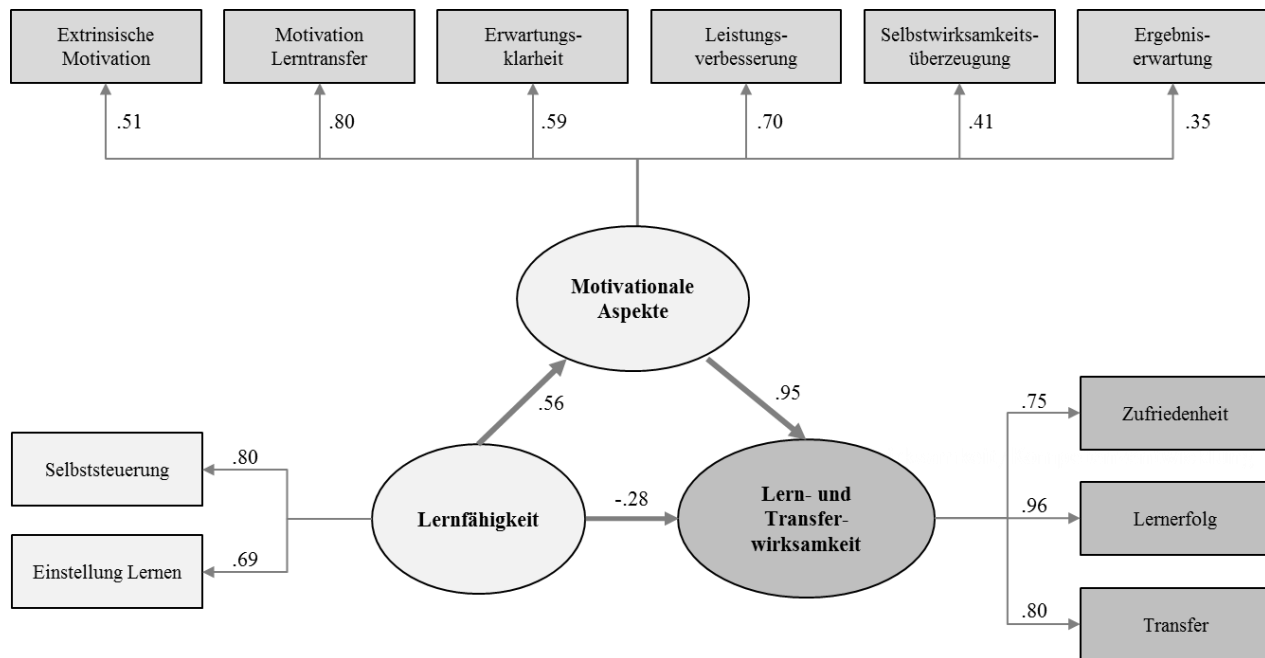 Extrinsische
Motivation
Motivation
Lerntransfer
Erwartungs-
klarheit
Leistungs-
verbesserung
Selbstwirksamkeits-
überzeugung
Ergebnis-
erwartung
.51
.80
.59
.70
.41
.35
Motivationale
Aspekte
.56
.95
Selbststeuerung
.80
Einstellung Lernen
.69
Lernfähigkeit
-.28
Lern- und
Transfer-
wirksamkeit
.75
Zufriedenheit
.96
Lernerfolg
.80
Transfer